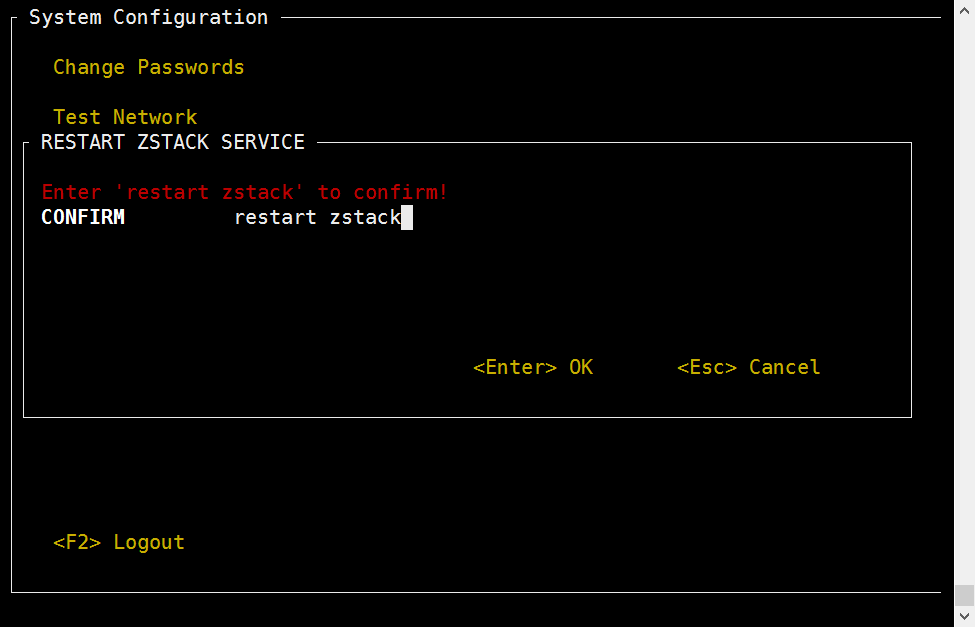 System Configuration
Change Passwords
Test Network
RESTART ZSTACK SERVICE
Enter 'restart zstack' to confirm!
CONFIRM restart zstack
<Enter> OK <Esc> Cancel
<F2> Logout